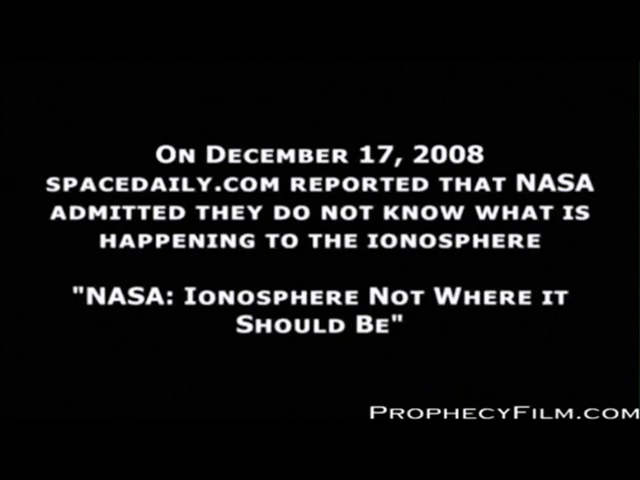 On December 17, 2008
spacedaily.com reported that NASA
admitted they do not know what is
happening to the ionosphere
"NASA: Ionosphere Not Where it
Should Be"
ProphecyFilm.com